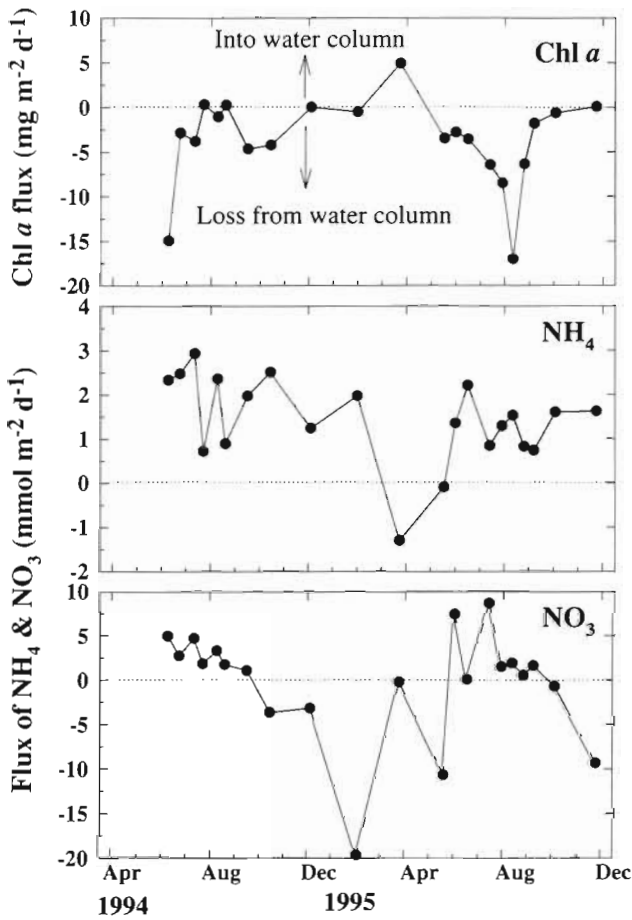 Chl a flux (mg m-2 d-1)
10
5
0
-5
-10
-15
-20
Into water column
Chl a
Loss from water column
Flux of NH4 & NO3 (mmol m-2 d-1)
4
3
2
1
0
-1
-2
NH4
10
5
0
-5
-10
-15
-20
NO3
Apr Aug Dec Apr Aug Dec
1994 1995